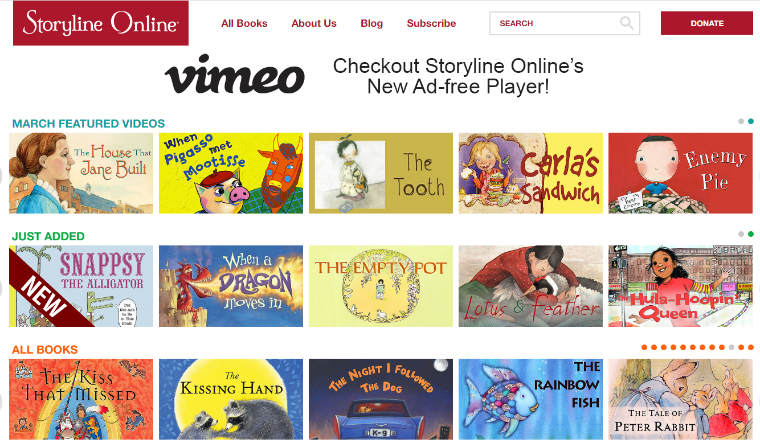 Storyline Online
All Books About Us Blog Subscribe
SEARCH
DONATE
vimeo
Checkout Storyline Online's
New Ad-free Player!
MARCH FEATURED VIDEOS
The House That
Jane Built
When
Pigasso met
Mootisse
The
Tooth
Carla's
Sandwich
Enemy
Pie
JUST ADDED
NEW
SNAPPSY
THE ALLIGATOR
When a
DRAGON
moves in
THE EMPTY POT
Lotus & Feather
The Hula-Hoopin'
Queen
ALL BOOKS
THE KISS
THAT MISSED
The
KISSING HAND
THE NIGHT I FOLLOWED
THE DOG
K-9
THE
RAINBOW
FISH
THE TALE OF
PETER RABBIT